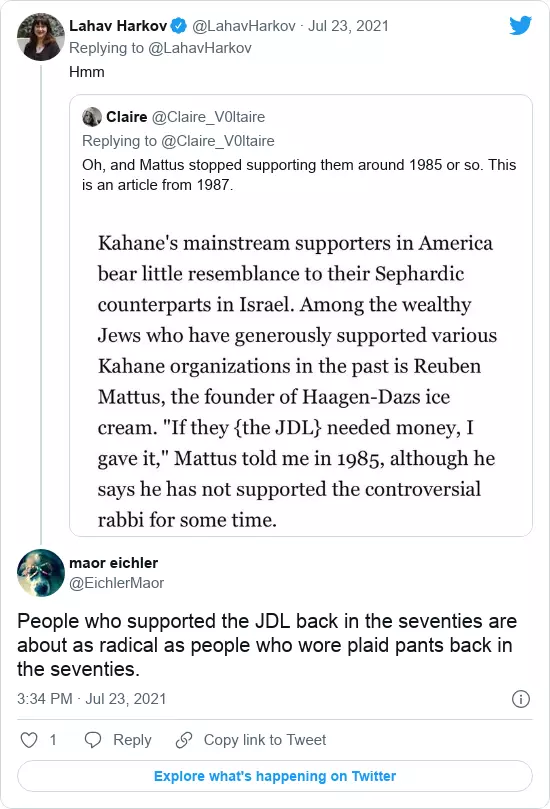 Lahav Harkov @LahavHarkov · Jul 23, 2021
Replying to @LahavHarkov
Hmm
Claire @Claire_V0ltaire
Replying to @Claire_V0ltaire
Oh, and Mattus stopped supporting them around 1985 or so. This
is an article from 1987.
Kahane's mainstream supporters in America
bear little resemblance to their Sephardic
counterparts in Israel. Among the wealthy
Jews who have generously supported various
Kahane organizations in the past is Reuben
Mattus, the founder of Haagen-Dazs ice
cream. "If they {the JDL} needed money, I
gave it," Mattus told me in 1985, although he
says he has not supported the controversial
rabbi for some time.
maor eichler
@EichlerMaor
People who supported the JDL back in the seventies are
about as radical as people who wore plaid pants back in
the seventies.
3:34 PM · Jul 23, 2021
1 Reply Copy link to Tweet
Explore what's happening on Twitter